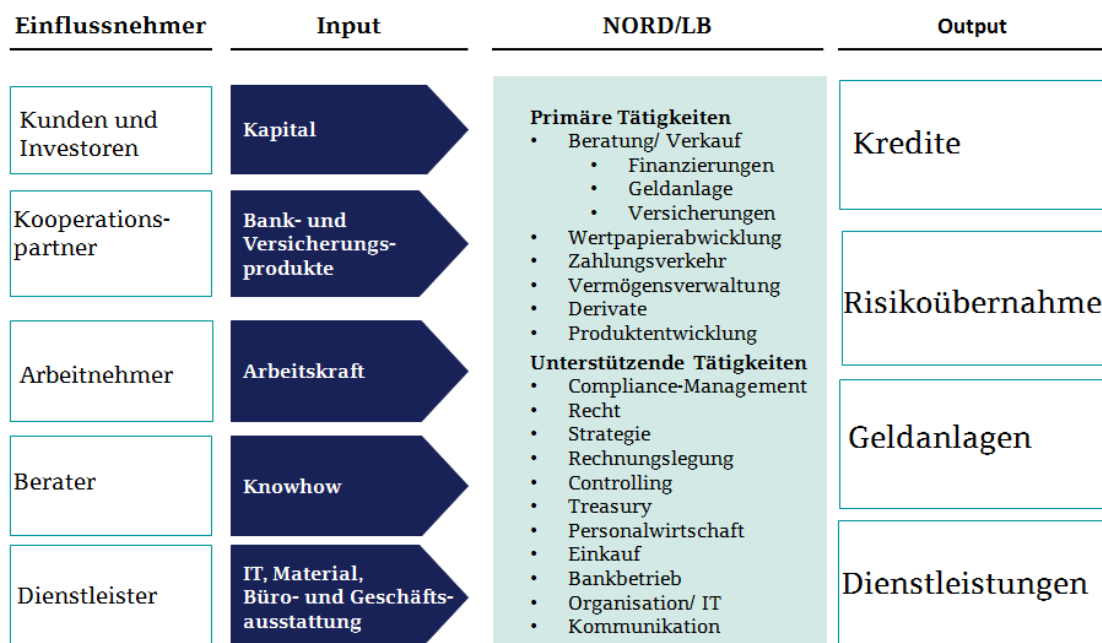 Einflussnehmer
Input
NORD/LB
Output
Kunden und
Investoren
Kooperations-
partner
Arbeitnehmer
Berater
Dienstleister
Kapital
Bank- und
Versicherungs-
produkte
Arbeitskraft
Knowhow
IT, Material,
Büro- und Geschäfts-
ausstattung
Primäre Tätigkeiten
• Beratung/ Verkauf
• Finanzierungen
• Geldanlage
• Versicherungen
• Wertpapierabwicklung
• Zahlungsverkehr
• Vermögensverwaltung
• Derivate
• Produktentwicklung
Unterstützende Tätigkeiten
• Compliance-Management
• Recht
• Strategie
• Rechnungslegung
• Controlling
• Treasury
• Personalwirtschaft
• Einkauf
• Bankbetrieb
• Organisation/ IT
• Kommunikation
Kredite
Risikoübernahme
Geldanlagen
Dienstleistungen